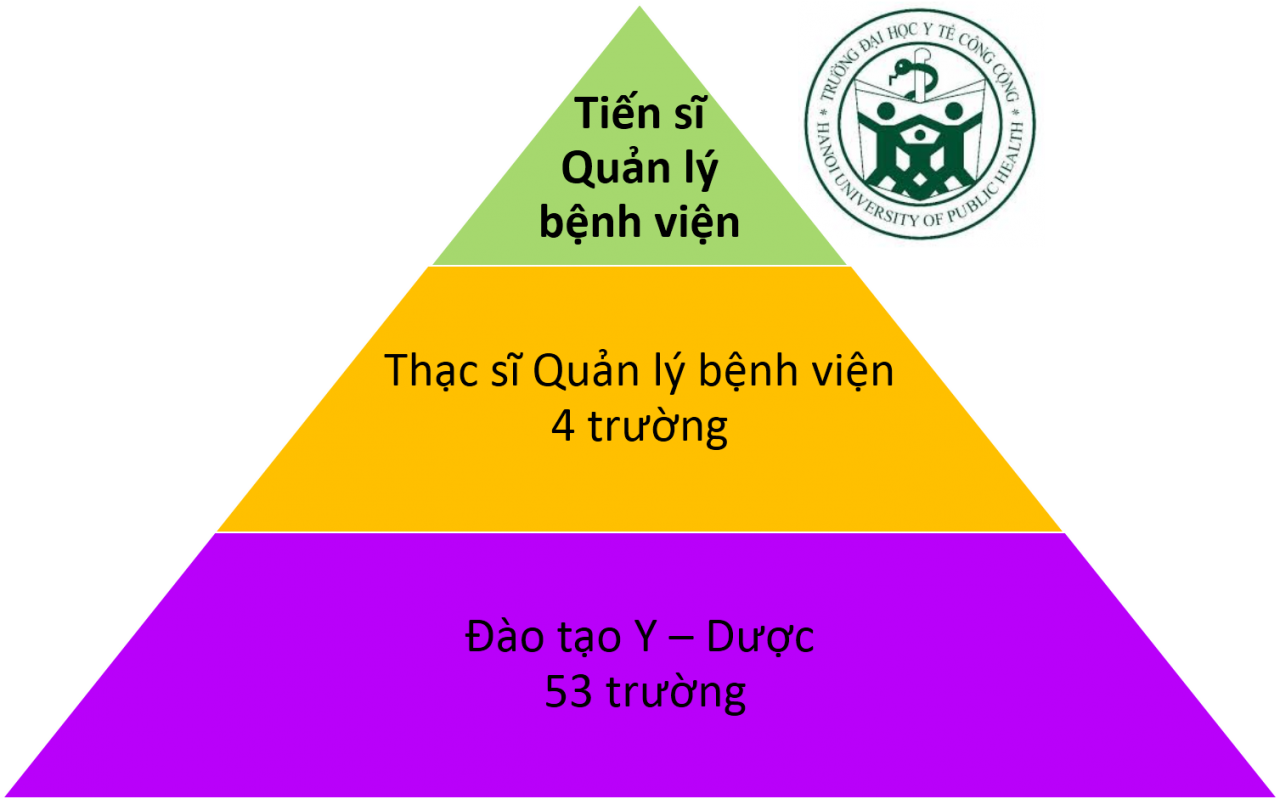 Tiến sĩ
Quản lý
bệnh viện
TRƯỜNG ĐẠI HỌC Y TẾ CÔNG CỘNG
* HANOI UNIVERSITY OF PUBLIC HEALTH *
Thạc sĩ Quản lý bệnh viện
4 trường
Đào tạo Y – Dược
53 trường